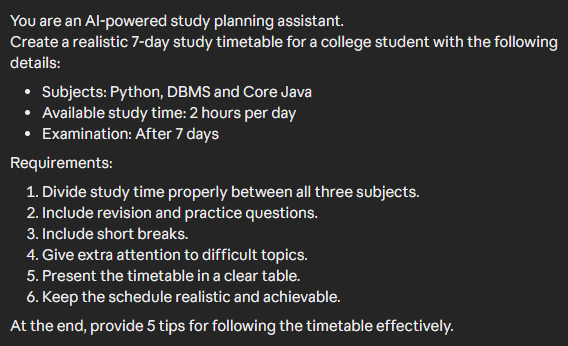 You are an AI-powered study planning assistant.
Create a realistic 7-day study timetable for a college student with the following
details:
• Subjects: Python, DBMS and Core Java
• Available study time: 2 hours per day
• Examination: After 7 days
Requirements:
1. Divide study time properly between all three subjects.
2. Include revision and practice questions.
3. Include short breaks.
4. Give extra attention to difficult topics.
5. Present the timetable in a clear table.
6. Keep the schedule realistic and achievable.
At the end, provide 5 tips for following the timetable effectively.